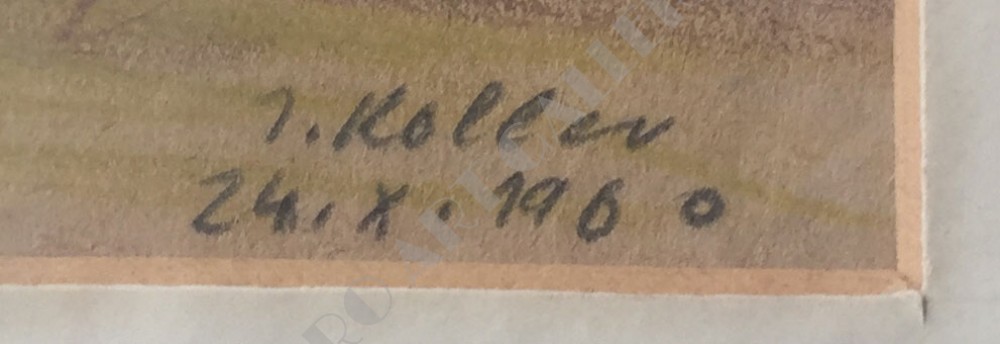 J. Koller
24. X. 1960